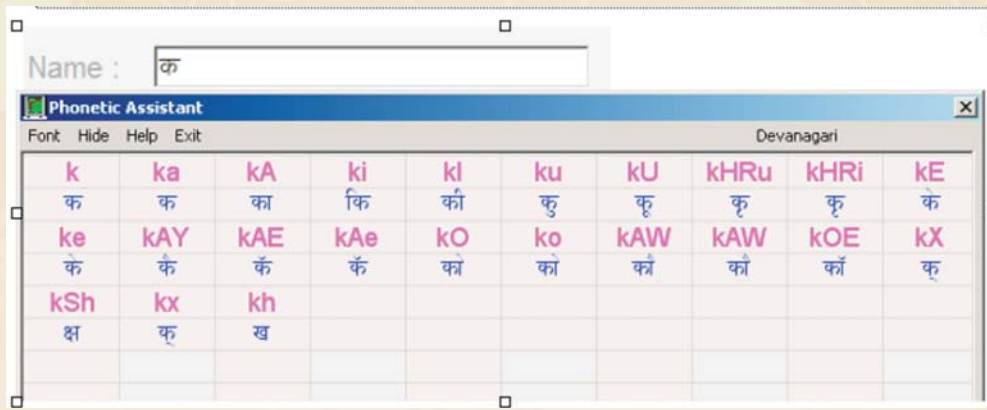 Name : क
Phonetic Assistant
Font Hide Help Exit Devanagari
k ka kA ki kI ku kU kHRu kHRi kE
क क का कि की कु कू कृ कृ के
ke kAY kAE kAe kO ko kAW kAW kOE kX
के कै कॅ कॅ को को कौ कौ कॉ क्
kSh kx kh
क्ष क् ख